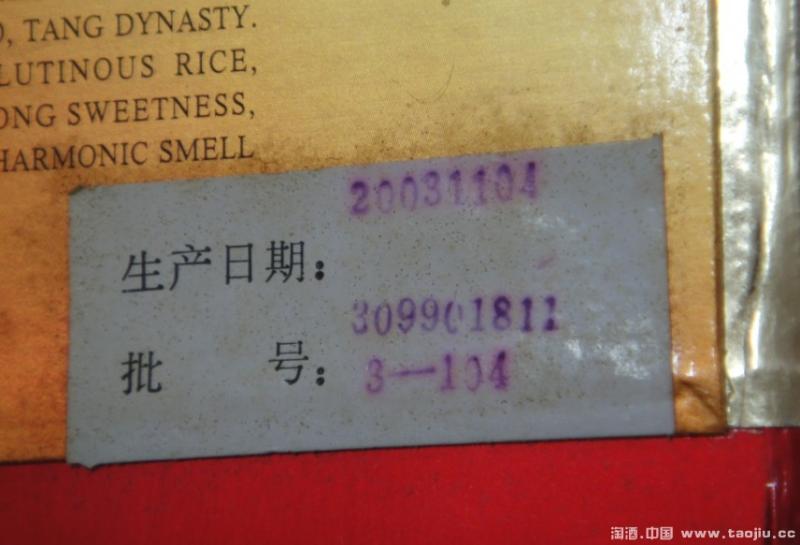 , TANG DYNASTY.
LUTINOUS RICE,
ONG SWEETNESS,
HARMONIC SMELL
20031104
生产日期：
309901811
批 号：
3—104
淘酒.中国 www.taojiu.cc